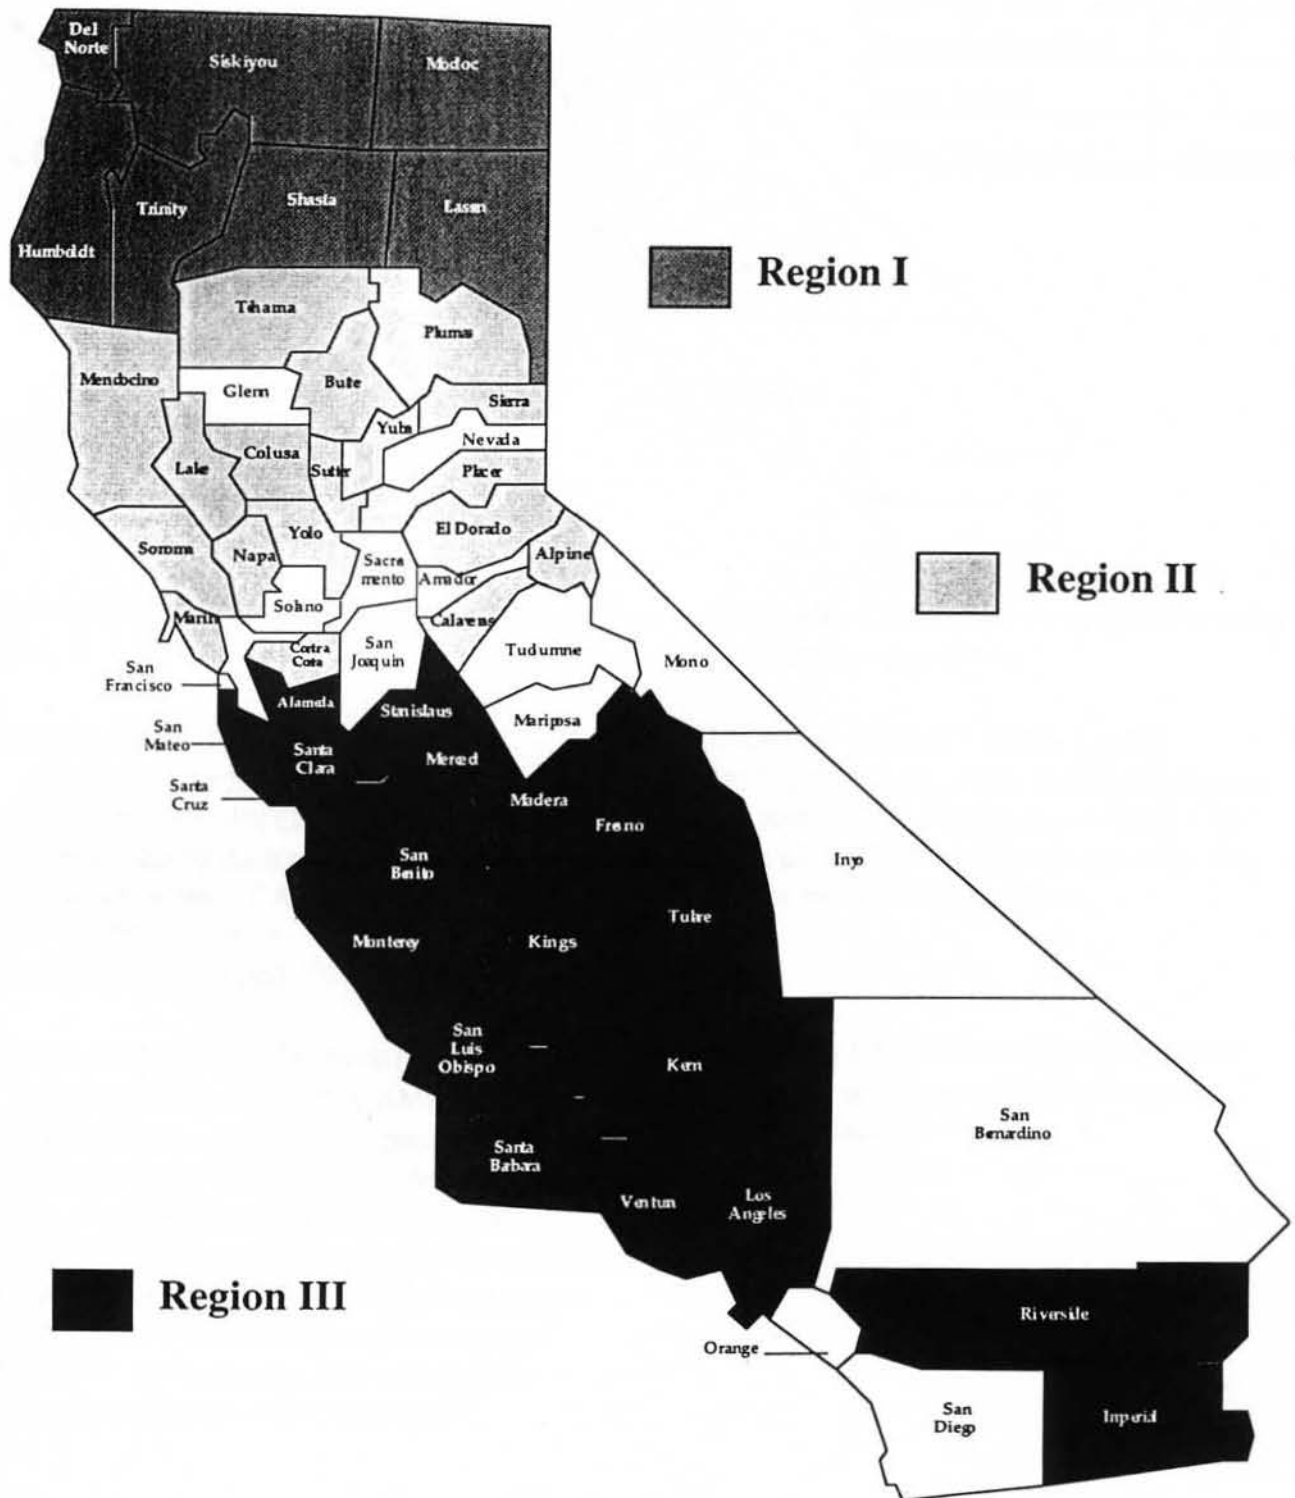 Del
Norte
Siskiyou
Modoc
Shasta
Lassen
Trinity
Humboldt
Region I
Tehama
Plumas
Mendocino
Glenn
Butte
Sierra
Yuba
Nevada
Colusa
Lake
Sutter
Placer
El Dorado
Yolo
Sonoma
Napa
Sacra
mento
Amador
Alpine
Region II
Solano
Marin
Calaveras
Contra
Costa
San
Joaquin
Tuolumne
Mono
San
Francisco
Alameda
Stanislaus
Mariposa
San
Mateo
Santa
Clara
Merced
Santa
Cruz
Madera
Fresno
San
Benito
Inyo
Tulare
Monterey
Kings
San
Luis
Obispo
Kern
San
Bernardino
Santa
Barbara
Ventura
Los
Angeles
Region III
Riverside
Orange
San
Diego
Imperial